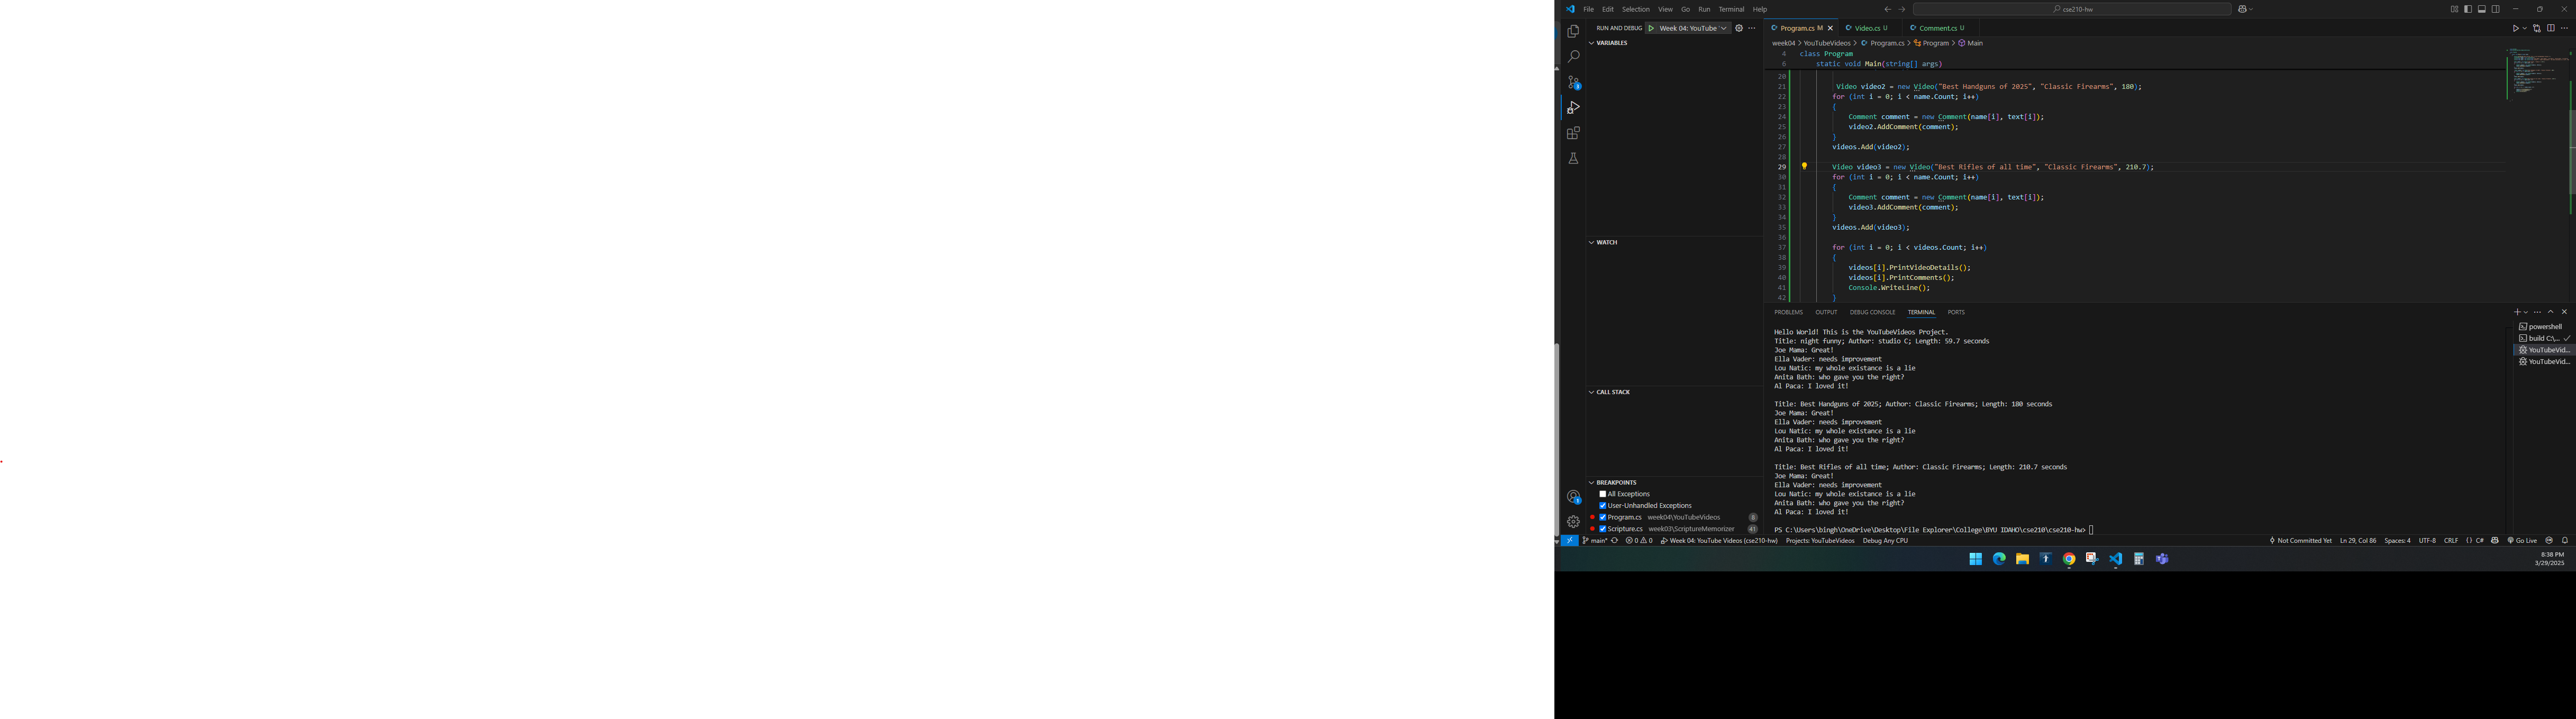 File Edit Selection View Go Run Terminal Help
cse210-hw
RUN AND DEBUG Week 04: YouTube
Program.cs M
Video.cs U
Comment.cs U
VARIABLES
week04 > YouTubeVideos > Program.cs > Program > Main
4 class Program
6 static void Main(string[] args)
20
21 Video video2 = new Video("Best Handguns of 2025", "Classic Firearms", 180);
22 for (int i = 0; i < name.Count; i++)
23 {
24 Comment comment = new Comment(name[i], text[i]);
25 video2.AddComment(comment);
26 }
27 videos.Add(video2);
28
29 Video video3 = new Video("Best Rifles of all time", "Classic Firearms", 210.7);
30 for (int i = 0; i < name.Count; i++)
31 {
32 Comment comment = new Comment(name[i], text[i]);
33 video3.AddComment(comment);
34 }
35 videos.Add(video3);
36
37 for (int i = 0; i < videos.Count; i++)
38 {
39 videos[i].PrintVideoDetails();
40 videos[i].PrintComments();
41 Console.WriteLine();
42 }
WATCH
CALL STACK
BREAKPOINTS
All Exceptions
User-Unhandled Exceptions
Program.cs week04\YouTubeVideos 8
Scripture.cs week03\ScriptureMemorizer 41
PROBLEMS OUTPUT DEBUG CONSOLE TERMINAL PORTS
Hello World! This is the YouTubeVideos Project.
Title: night funny; Author: studio C; Length: 59.7 seconds
Joe Mama: Great!
Ella Vader: needs improvement
Lou Natic: my whole existance is a lie
Anita Bath: who gave you the right?
Al Paca: I loved it!
Title: Best Handguns of 2025; Author: Classic Firearms; Length: 180 seconds
Joe Mama: Great!
Ella Vader: needs improvement
Lou Natic: my whole existance is a lie
Anita Bath: who gave you the right?
Al Paca: I loved it!
Title: Best Rifles of all time; Author: Classic Firearms; Length: 210.7 seconds
Joe Mama: Great!
Ella Vader: needs improvement
Lou Natic: my whole existance is a lie
Anita Bath: who gave you the right?
Al Paca: I loved it!
PS C:\Users\bingh\OneDrive\Desktop\File Explorer\College\BYU IDAHO\cse210\cse210-hw>
powershell
build C:\...
YouTubeVid...
YouTubeVid...
main* 0 0 Week 04: YouTube Videos (cse210-hw) Projects: YouTubeVideos Debug Any CPU
Not Committed Yet Ln 29, Col 86 Spaces: 4 UTF-8 CRLF {} C# Go Live
8:38 PM
3/29/2025